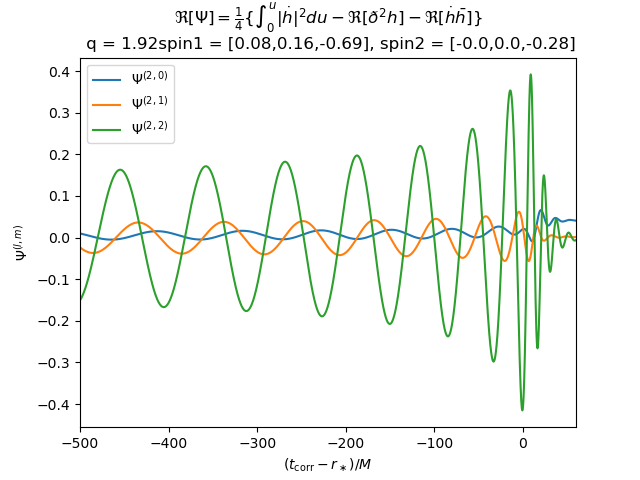 ℜ[Ψ] = 1/4{∫₀ᵘ|ḣ|²du − ℜ[ð²h] − ℜ[ḣh̄]}
q = 1.92spin1 = [0.08,0.16,-0.69], spin2 = [-0.0,0.0,-0.28]
Ψ⁽²,⁰⁾
Ψ⁽²,¹⁾
Ψ⁽²,²⁾
Ψ⁽ˡ,ᵐ⁾
0.4
0.3
0.2
0.1
0.0
−0.1
−0.2
−0.3
−0.4
−500 −400 −300 −200 −100 0
(t_corr − r_∗)/M